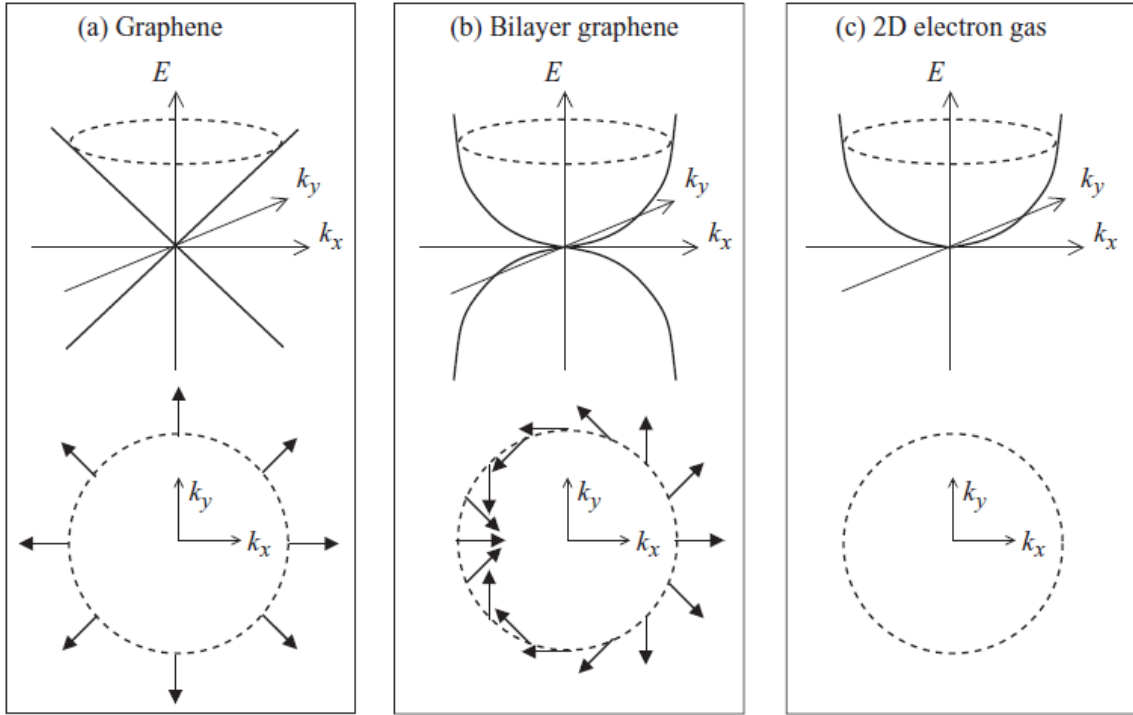 (a) Graphene
E
k_y
k_x
k_y
k_x
(b) Bilayer graphene
E
k_y
k_x
k_y
k_x
(c) 2D electron gas
E
k_y
k_x
k_y
k_x